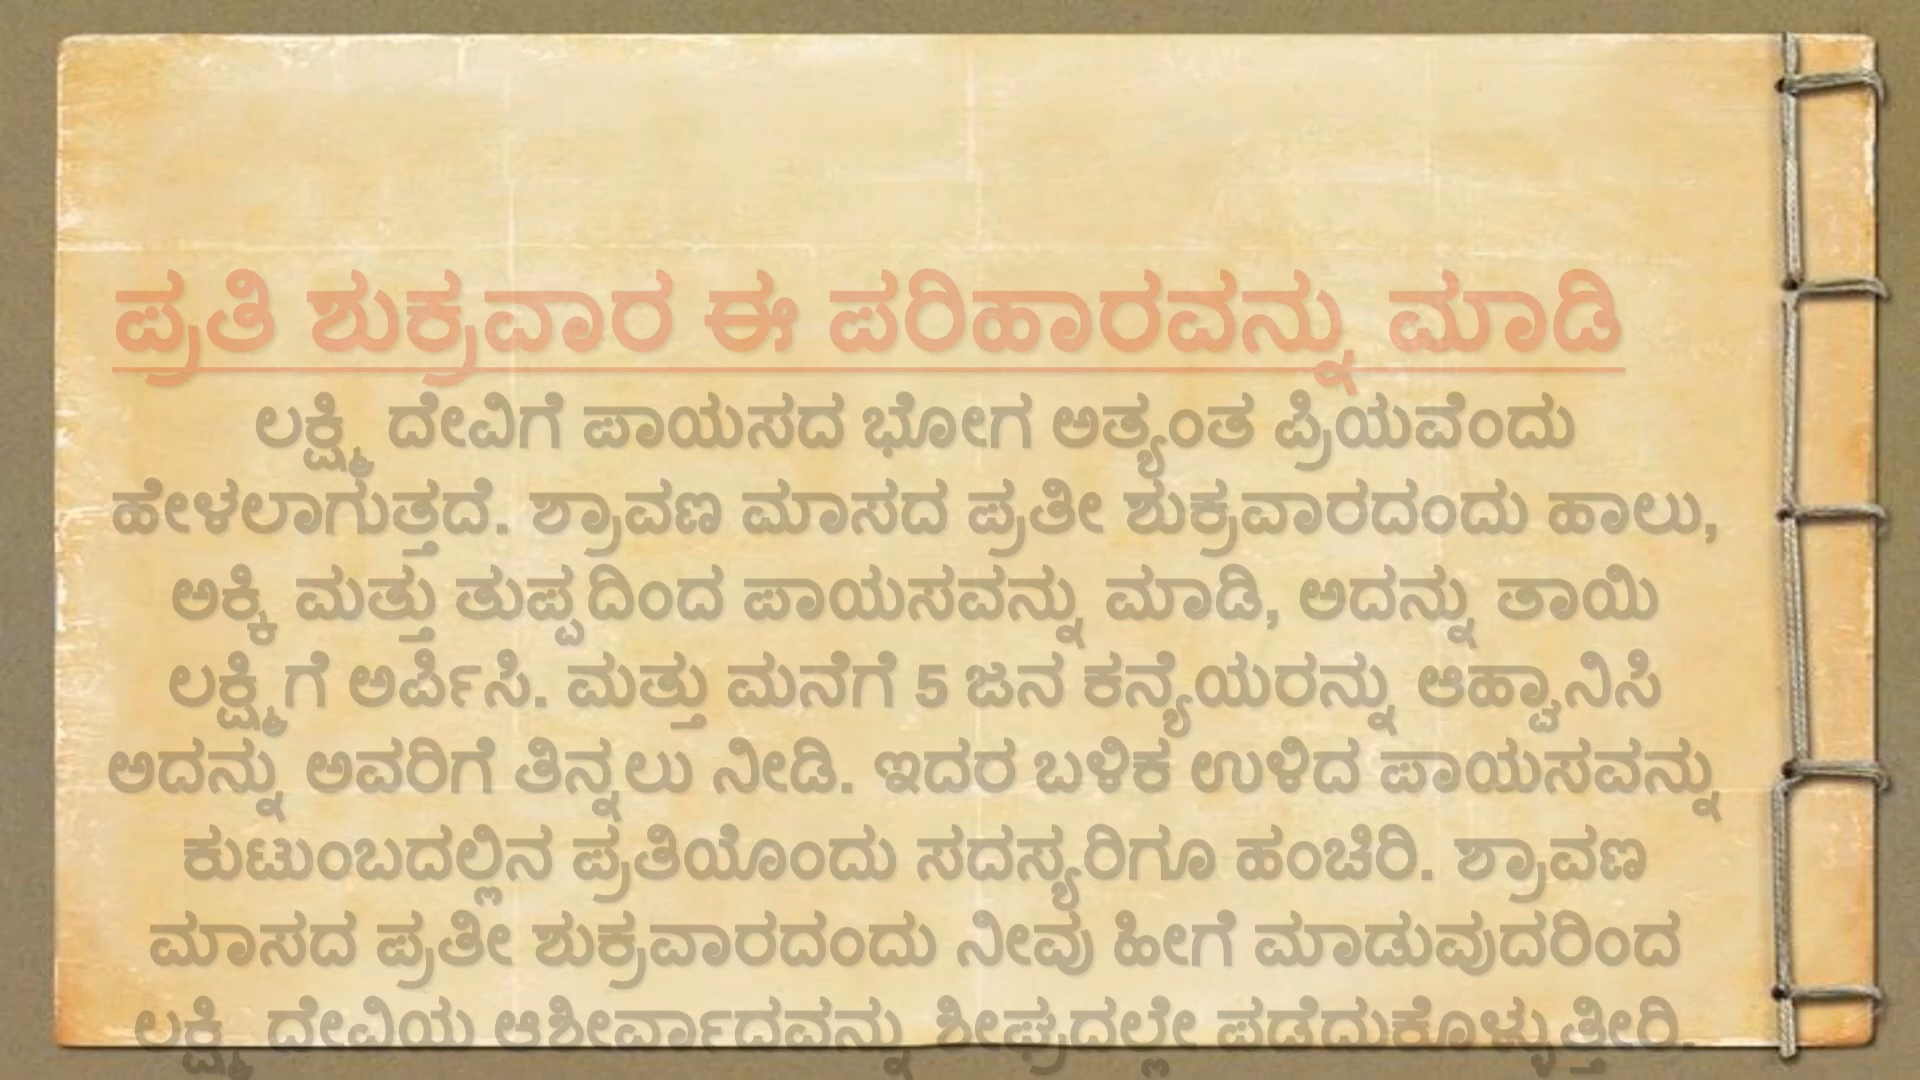 ಪ್ರತಿ ಶುಕ್ರವಾರ ಈ ಪರಿಹಾರವನ್ನು ಮಾಡಿ
ಲಕ್ಷ್ಮಿ ದೇವಿಗೆ ಪಾಯಸದ ಭೋಗ ಅತ್ಯಂತ ಪ್ರಿಯವೆಂದು
ಹೇಳಲಾಗುತ್ತದೆ. ಶ್ರಾವಣ ಮಾಸದ ಪ್ರತೀ ಶುಕ್ರವಾರದಂದು ಹಾಲು,
ಅಕ್ಕಿ ಮತ್ತು ತುಪ್ಪದಿಂದ ಪಾಯಸವನ್ನು ಮಾಡಿ, ಅದನ್ನು ತಾಯಿ
ಲಕ್ಷ್ಮಿಗೆ ಅರ್ಪಿಸಿ. ಮತ್ತು ಮನೆಗೆ 5 ಜನ ಕನ್ಯೆಯರನ್ನು ಆಹ್ವಾನಿಸಿ
ಅದನ್ನು ಅವರಿಗೆ ತಿನ್ನಲು ನೀಡಿ. ಇದರ ಬಳಿಕ ಉಳಿದ ಪಾಯಸವನ್ನು
ಕುಟುಂಬದಲ್ಲಿನ ಪ್ರತಿಯೊಂದು ಸದಸ್ಯರಿಗೂ ಹಂಚಿರಿ. ಶ್ರಾವಣ
ಮಾಸದ ಪ್ರತೀ ಶುಕ್ರವಾರದಂದು ನೀವು ಹೀಗೆ ಮಾಡುವುದರಿಂದ
ಲಕ್ಷ್ಮಿ ದೇವಿಯ ಆಶೀರ್ವಾದವನ್ನು ಶೀಘ್ರದಲ್ಲೇ ಪಡೆದುಕೊಳ್ಳುತ್ತೀರಿ.